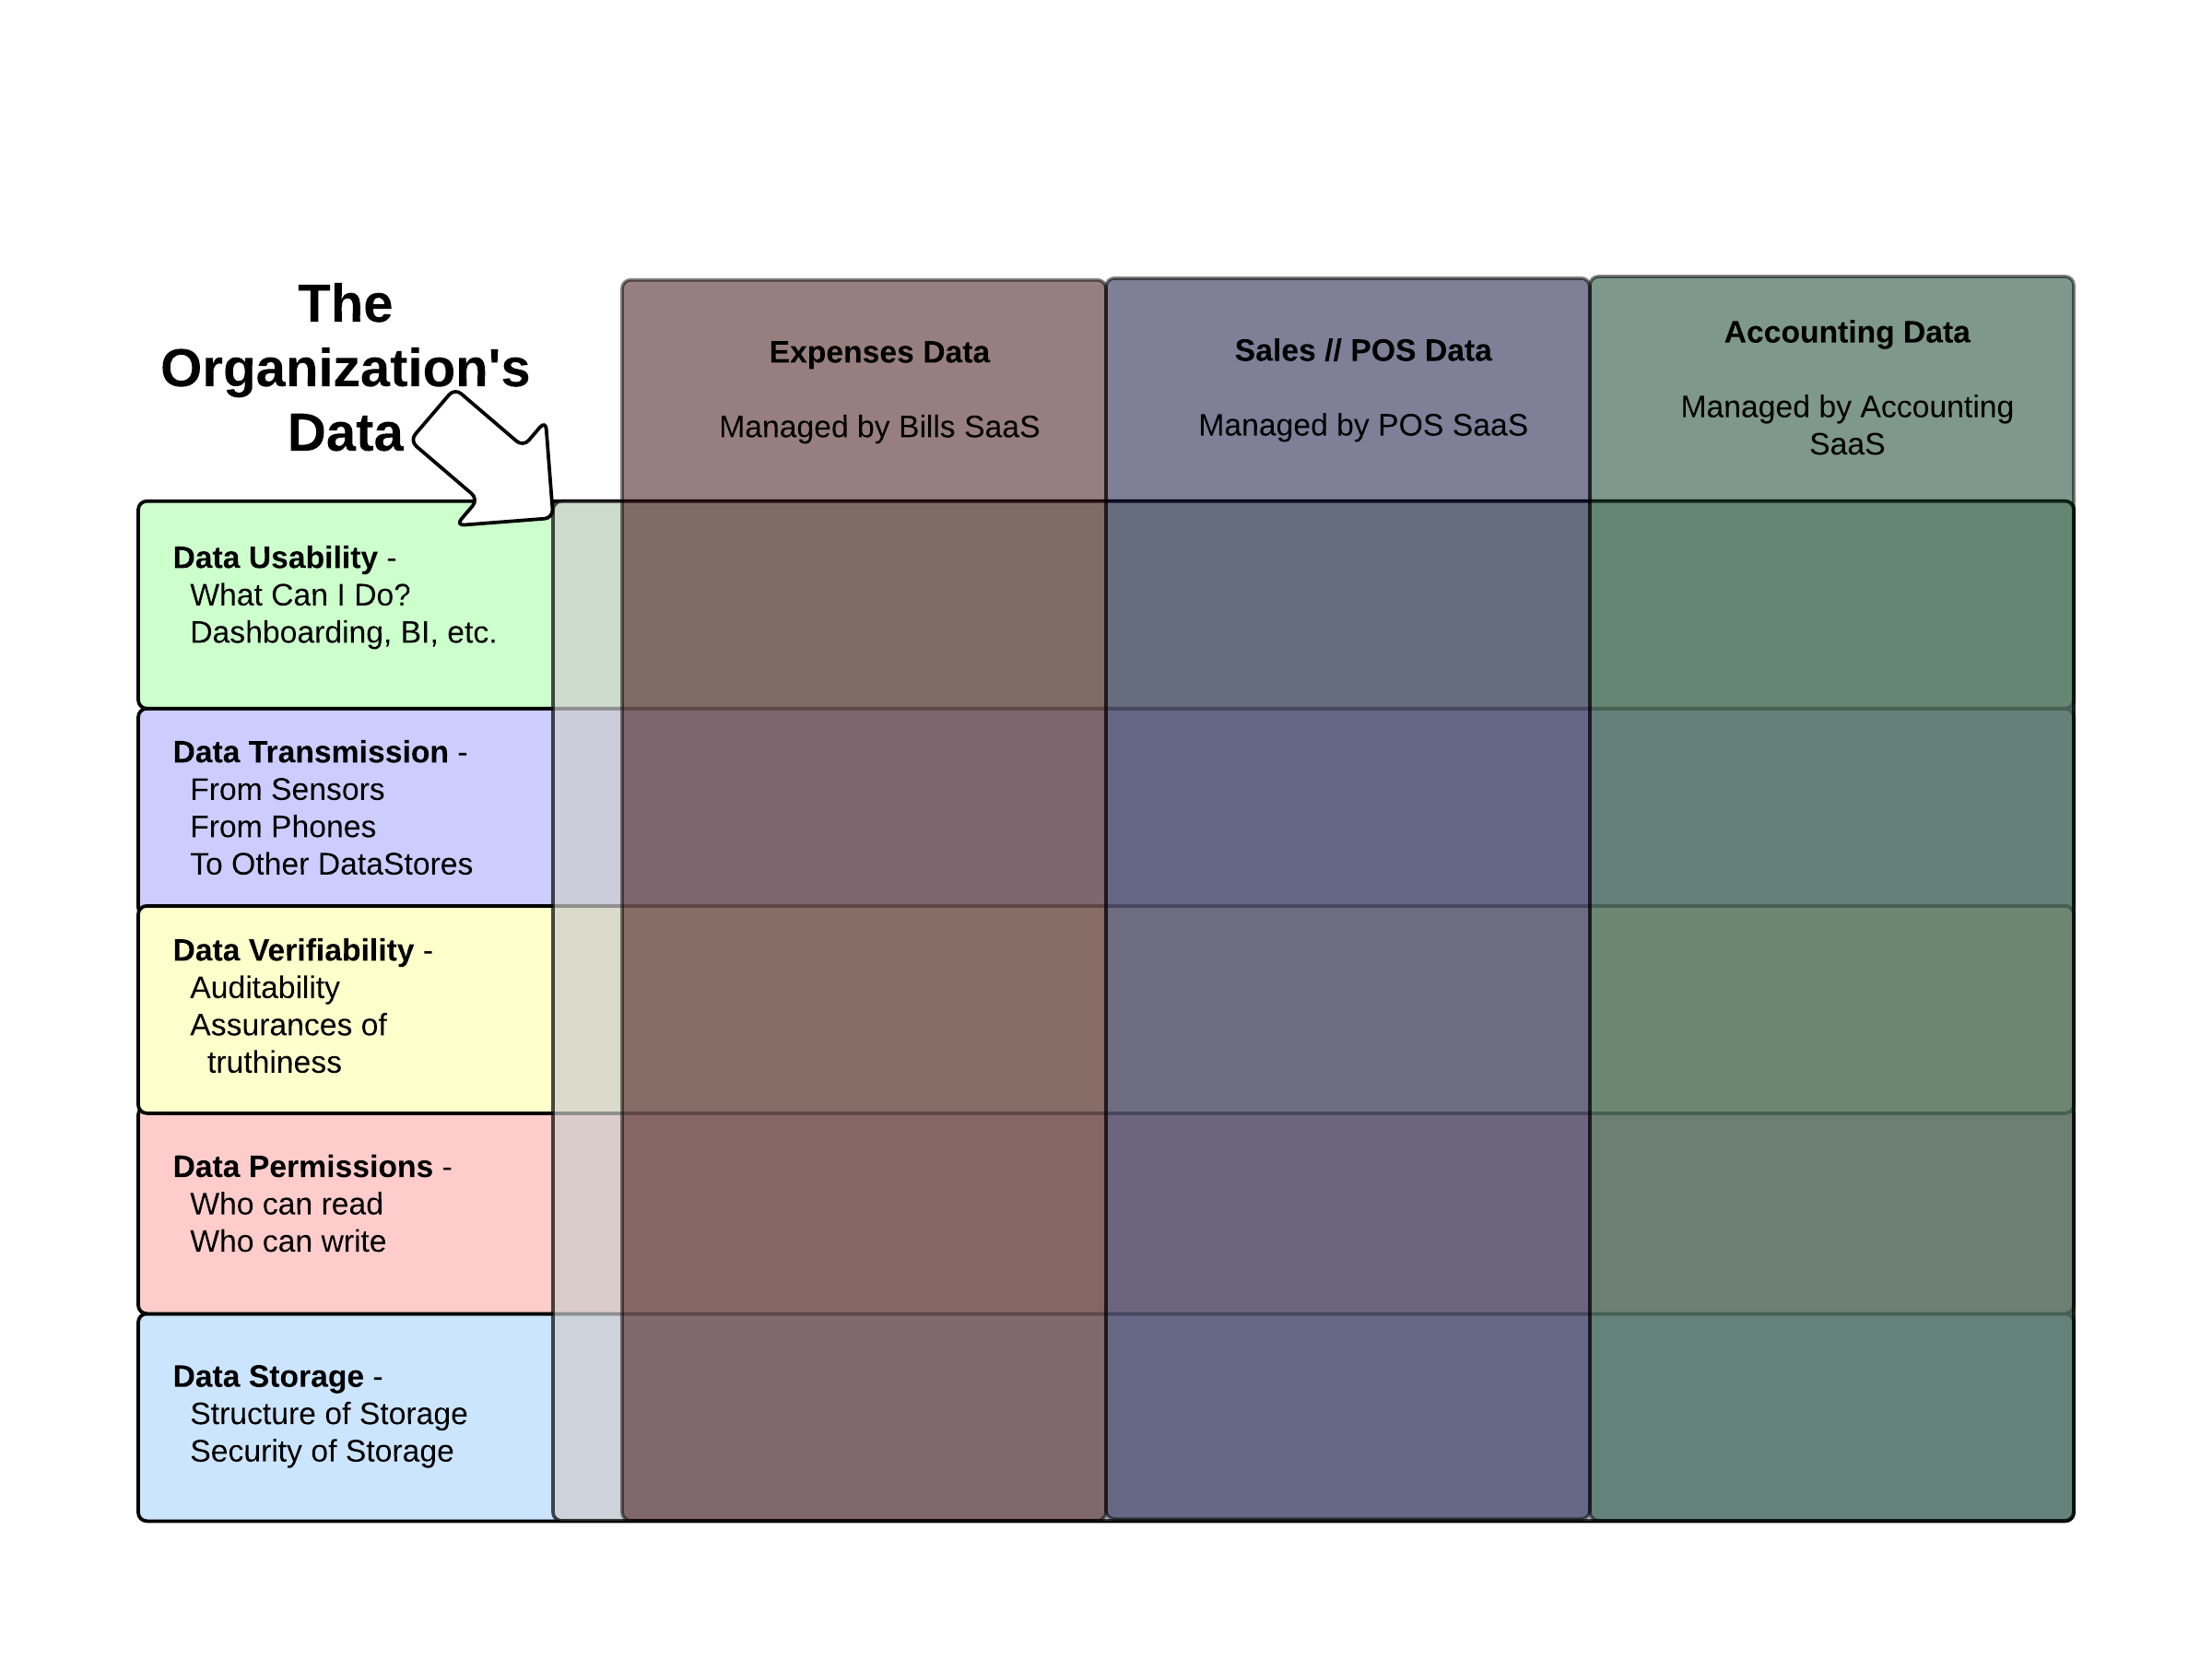 The
Organization's
Data
Expenses Data
Managed by Bills SaaS
Sales // POS Data
Managed by POS SaaS
Accounting Data
Managed by Accounting
SaaS
Data Usability -
What Can I Do?
Dashboarding, BI, etc.
Data Transmission -
From Sensors
From Phones
To Other DataStores
Data Verifiability -
Auditability
Assurances of
truthiness
Data Permissions -
Who can read
Who can write
Data Storage -
Structure of Storage
Security of Storage